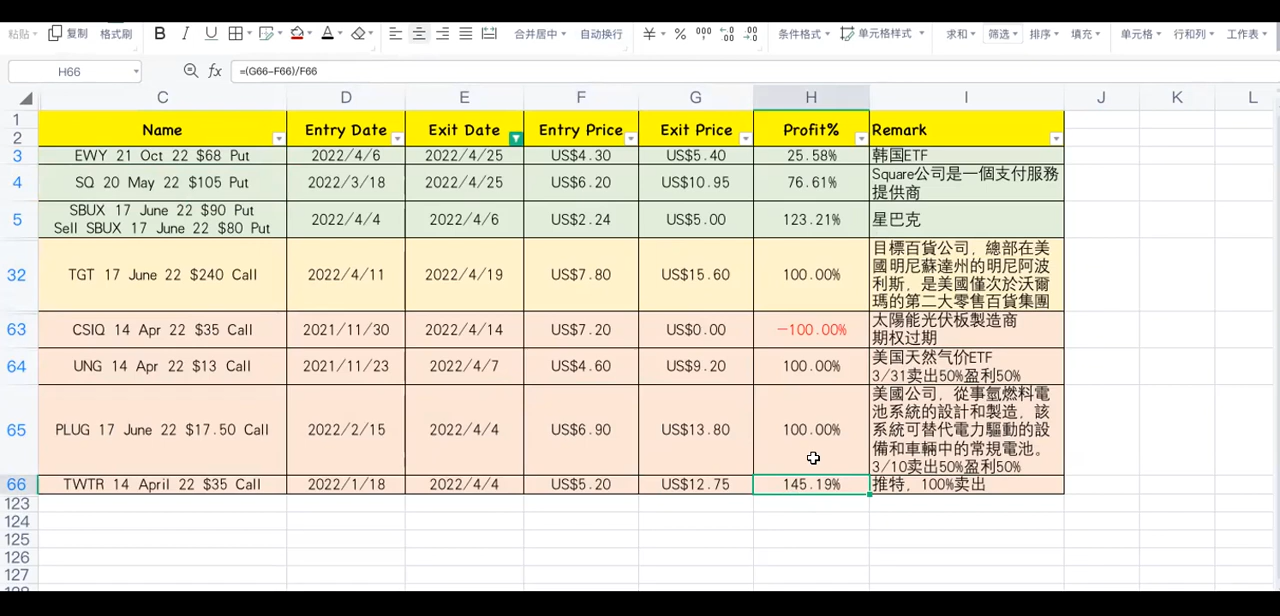 粘贴 复制 格式刷 B I U A 合并居中 自动换行 ¥ % 000 条件格式 单元格样式 求和 筛选 排序 填充 单元格 行和列 工作表
H66 fx =(G66-F66)/F66
C D E F G H I J K L
1 Name Entry Date Exit Date Entry Price Exit Price Profit% Remark
2
3 EWY 21 Oct 22 $68 Put 2022/4/6 2022/4/25 US$4.30 US$5.40 25.58% 韩国ETF
4 SQ 20 May 22 $105 Put 2022/3/18 2022/4/25 US$6.20 US$10.95 76.61% Square公司是一個支付服務
提供商
5 SBUX 17 June 22 $90 Put
Sell SBUX 17 June 22 $80 Put 2022/4/4 2022/4/6 US$2.24 US$5.00 123.21% 星巴克
32 TGT 17 June 22 $240 Call 2022/4/11 2022/4/19 US$7.80 US$15.60 100.00% 目標百貨公司，總部在美
國明尼蘇達州的明尼阿波
利斯，是美國僅次於沃爾
瑪的第二大零售百貨集團
63 CSIQ 14 Apr 22 $35 Call 2021/11/30 2022/4/14 US$7.20 US$0.00 -100.00% 太陽能光伏板製造商
期权过期
64 UNG 14 Apr 22 $13 Call 2021/11/23 2022/4/7 US$4.60 US$9.20 100.00% 美国天然气价ETF
3/31卖出50%盈利50%
65 PLUG 17 June 22 $17.50 Call 2022/2/15 2022/4/4 US$6.90 US$13.80 100.00% 美國公司，從事氫燃料電
池系統的設計和製造，該
系統可替代電力驅動的設
備和車輛中的常規電池。
3/10卖出50%盈利50%
66 TWTR 14 April 22 $35 Call 2022/1/18 2022/4/4 US$5.20 US$12.75 145.19% 推特，100%卖出
123
124
125
126
127